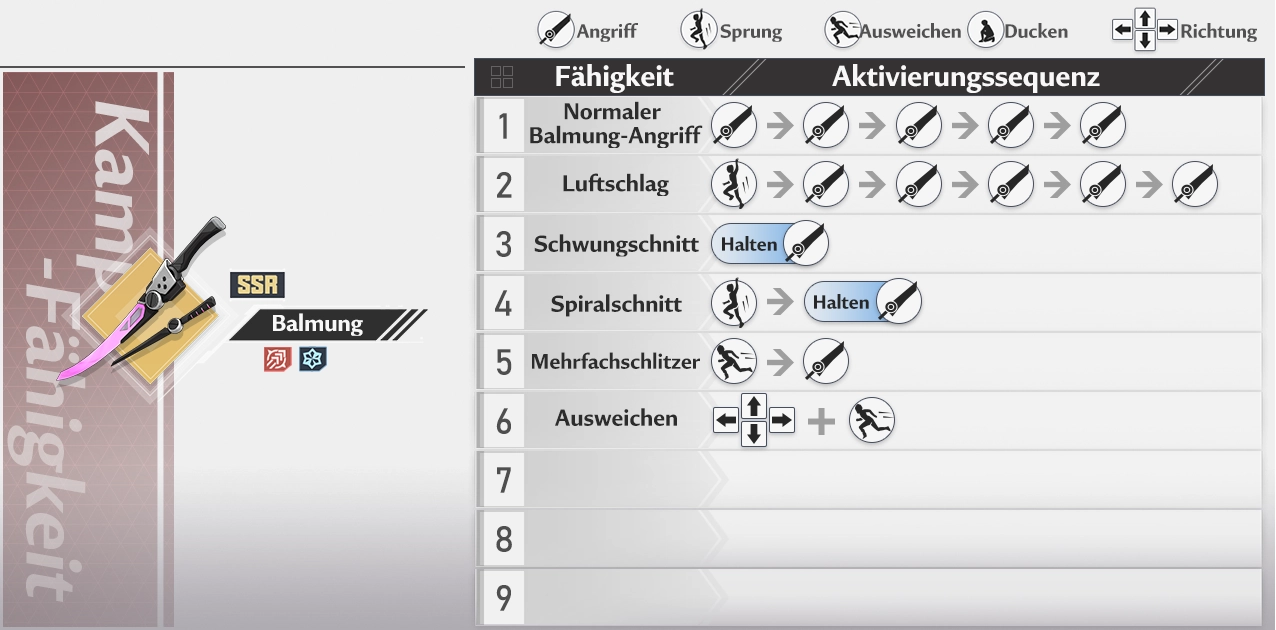 Angriff
Sprung
Ausweichen
Ducken
Richtung
Fähigkeit
Aktivierungssequenz
Kampf
-Fähigkeit
SSR
Balmung
1
Normaler
Balmung-Angriff
2
Luftschlag
3
Schwungschnitt
Halten
4
Spiralschnitt
Halten
5
Mehrfachschlitzer
6
Ausweichen
7
8
9